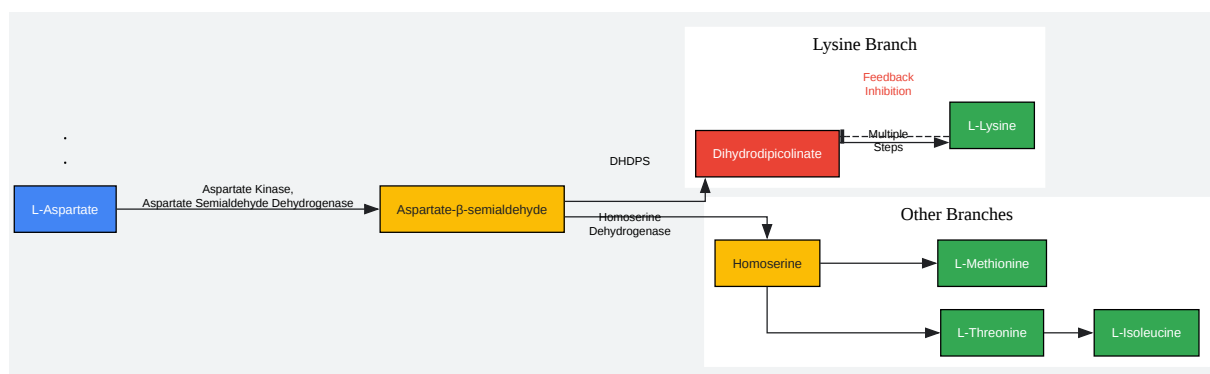 Lysine Branch
Feedback
Inhibition
L-Lysine
Multiple
Steps
Dihydrodipicolinate
DHDPS
Aspartate Kinase,
Aspartate Semialdehyde Dehydrogenase
L-Aspartate
Aspartate-β-semialdehyde
Homoserine
Dehydrogenase
Other Branches
Homoserine
L-Methionine
L-Threonine
L-Isoleucine